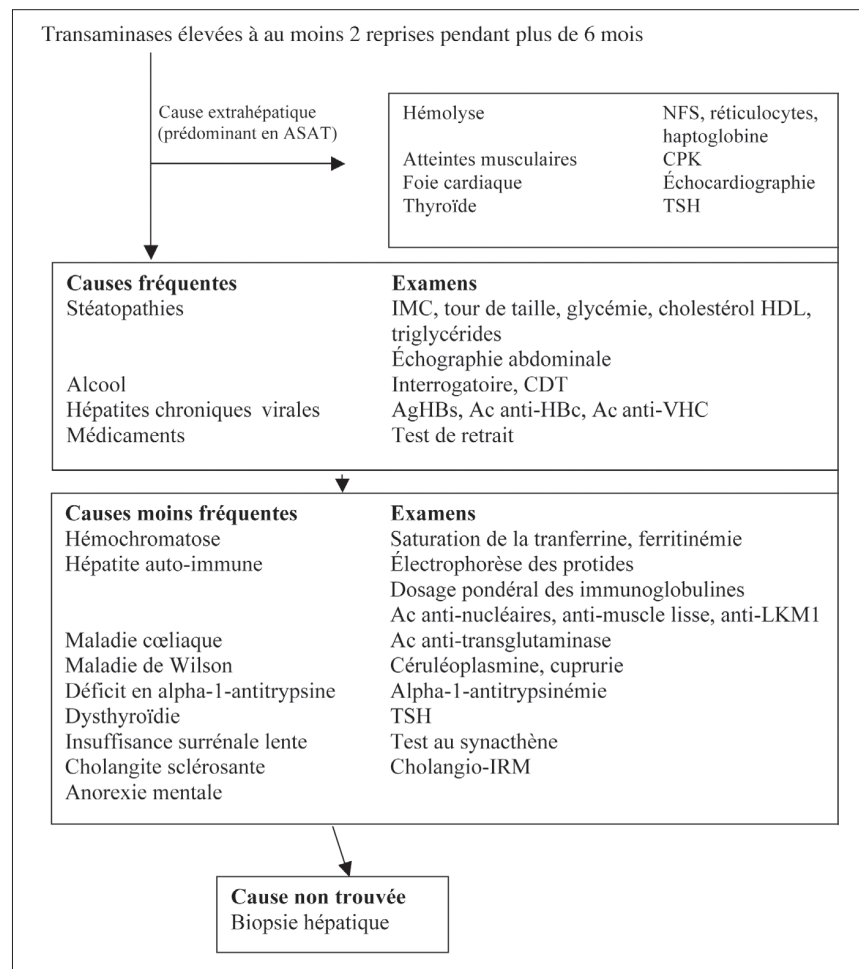 Transaminases élevées à au moins 2 reprises pendant plus de 6 mois
Cause extrahépatique
(prédominant en ASAT)
Hémolyse NFS, réticulocytes,
haptoglobine
Atteintes musculaires CPK
Foie cardiaque Échocardiographie
Thyroïde TSH
Causes fréquentes Examens
Stéatopathies IMC, tour de taille, glycémie, cholestérol HDL,
triglycérides
Échographie abdominale
Alcool Interrogatoire, CDT
Hépatites chroniques virales AgHBs, Ac anti-HBc, Ac anti-VHC
Médicaments Test de retrait
Causes moins fréquentes Examens
Hémochromatose Saturation de la tranferrine, ferritinémie
Hépatite auto-immune Électrophorèse des protides
Dosage pondéral des immunoglobulines
Ac anti-nucléaires, anti-muscle lisse, anti-LKM1
Maladie cœliaque Ac anti-transglutaminase
Maladie de Wilson Céruléoplasmine, cuprurie
Déficit en alpha-1-antitrypsine Alpha-1-antitrypsinémie
Dysthyroïdie TSH
Insuffisance surrénale lente Test au synacthène
Cholangite sclérosante Cholangio-IRM
Anorexie mentale
Cause non trouvée
Biopsie hépatique